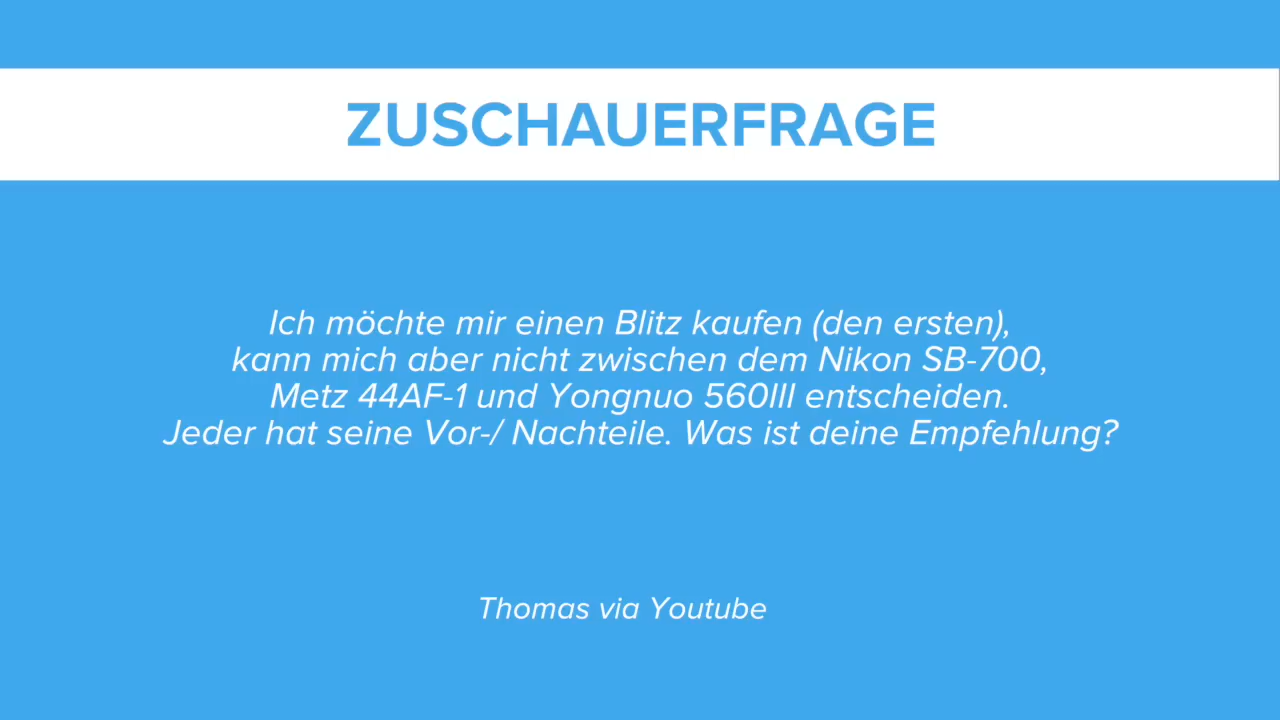 ZUSCHAUERFRAGE
Ich möchte mir einen Blitz kaufen (den ersten),
kann mich aber nicht zwischen dem Nikon SB-700,
Metz 44AF-1 und Yongnuo 560III entscheiden.
Jeder hat seine Vor-/ Nachteile. Was ist deine Empfehlung?
Thomas via Youtube